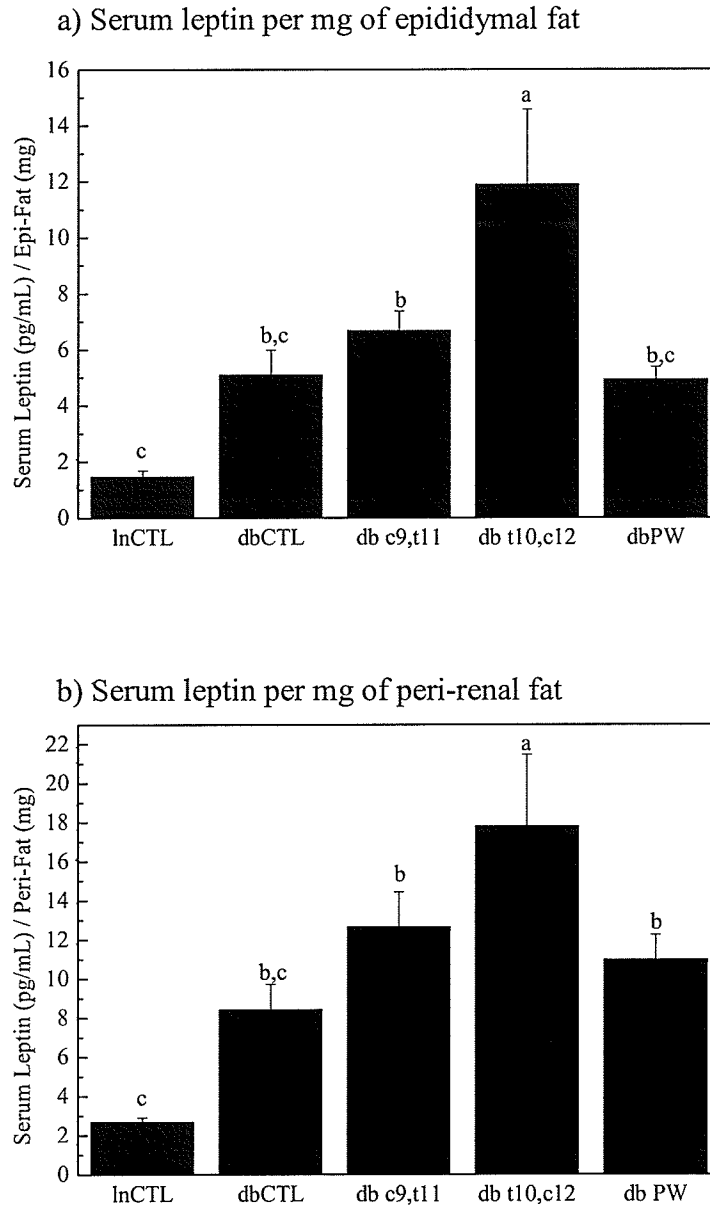 a) Serum leptin per mg of epididymal fat
Serum Leptin (pg/mL) / Epi-Fat (mg)
16
14
12
10
8
6
4
2
0
c
b,c
b
a
b,c
lnCTL dbCTL db c9,t11 db t10,c12 dbPW
b) Serum leptin per mg of peri-renal fat
Serum Leptin (pg/mL) / Peri-Fat (mg)
22
20
18
16
14
12
10
8
6
4
2
0
c
b,c
b
a
b
lnCTL dbCTL db c9,t11 db t10,c12 db PW